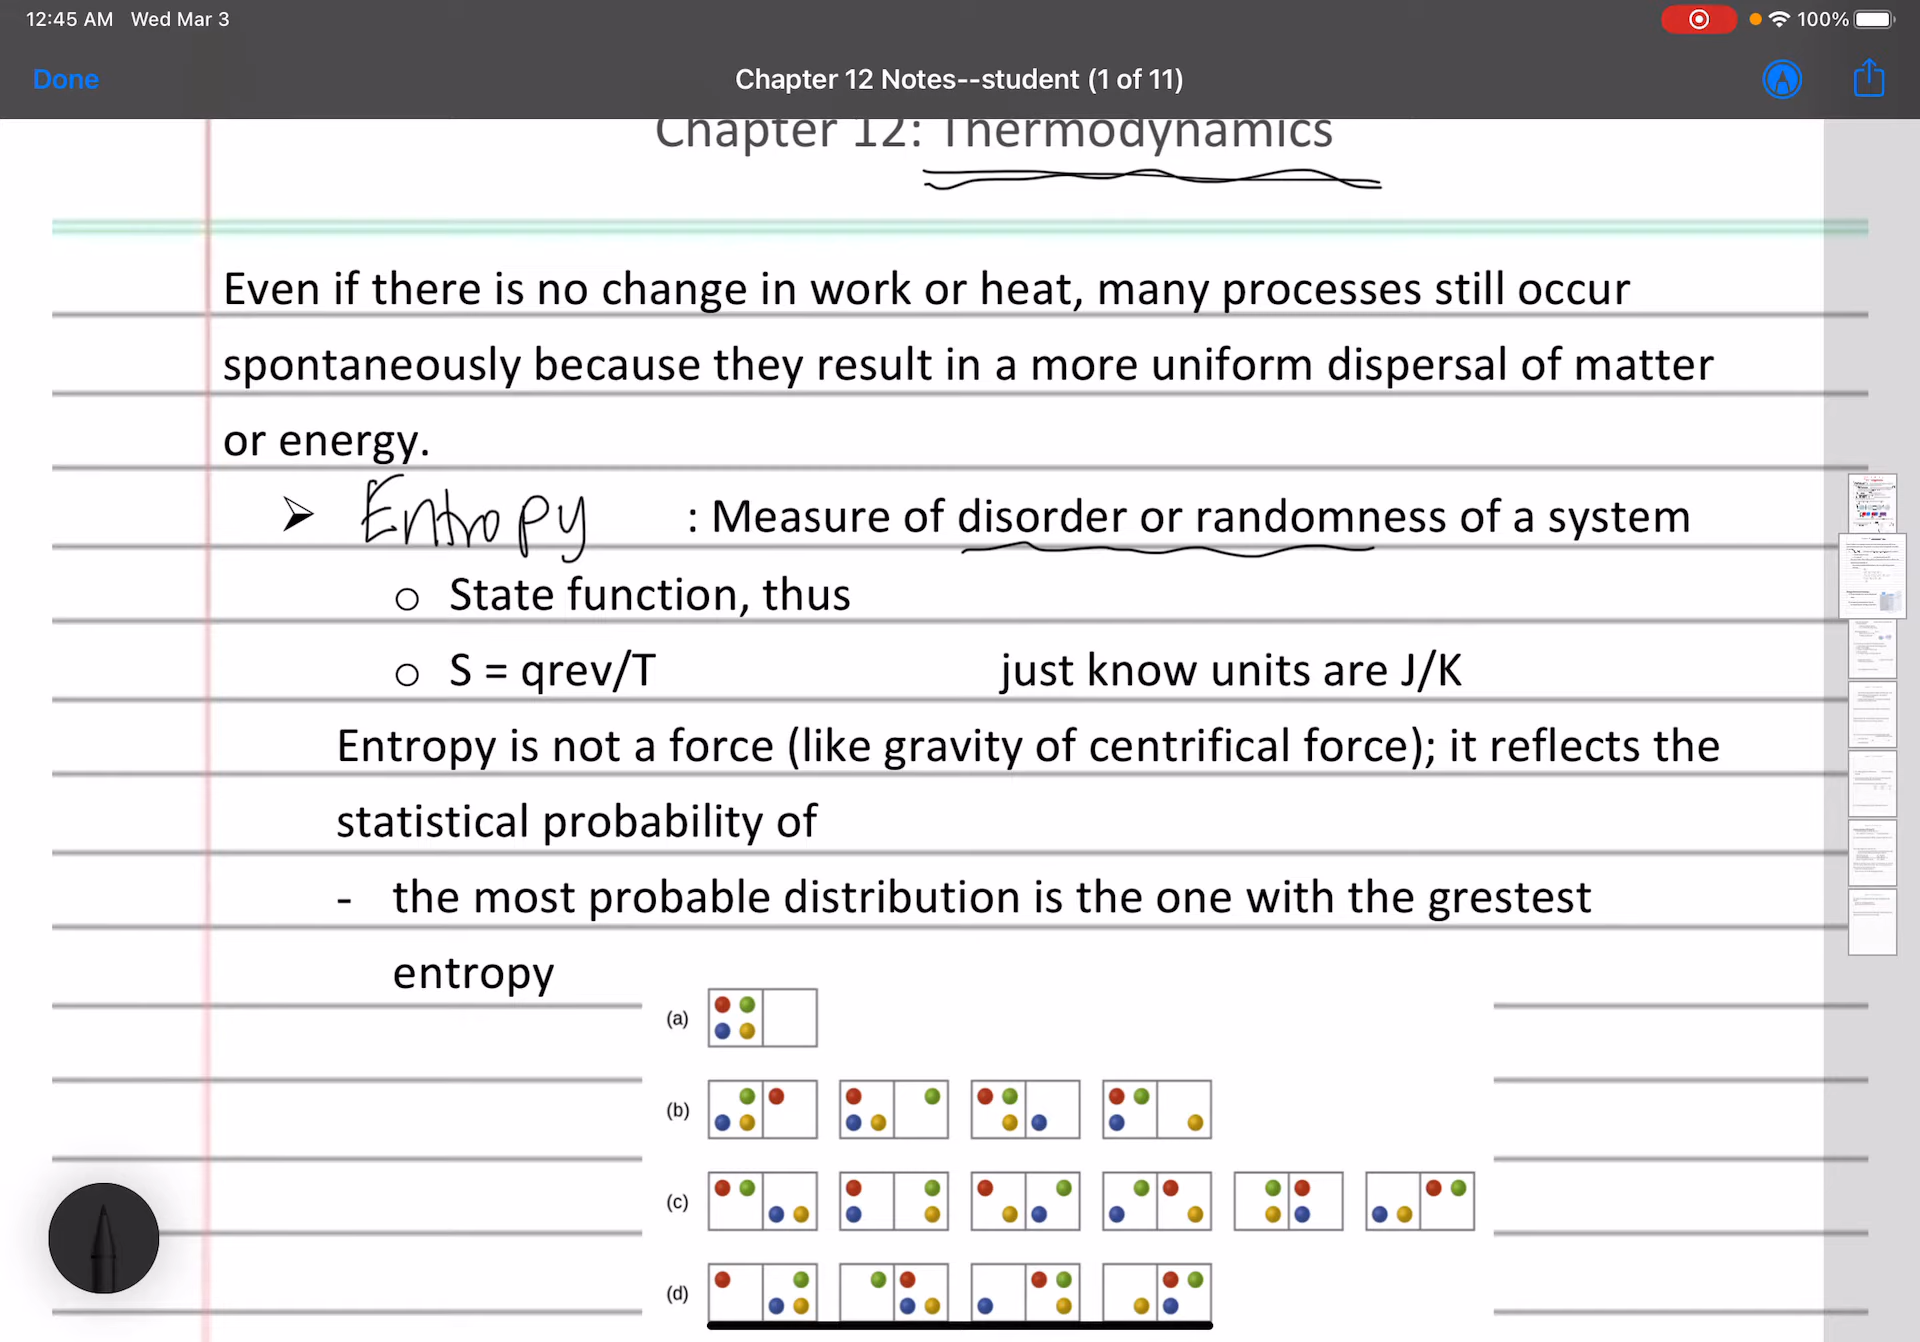 12:45 AM Wed Mar 3
100%
Done
Chapter 12 Notes--student (1 of 11)
Chapter 12: Thermodynamics
Even if there is no change in work or heat, many processes still occur
spontaneously because they result in a more uniform dispersal of matter
or energy.
➢ Entropy : Measure of disorder or randomness of a system
o State function, thus
o S = qrev/T just know units are J/K
Entropy is not a force (like gravity of centrifical force); it reflects the
statistical probability of
- the most probable distribution is the one with the grestest
entropy
(a)
(b)
(c)
(d)